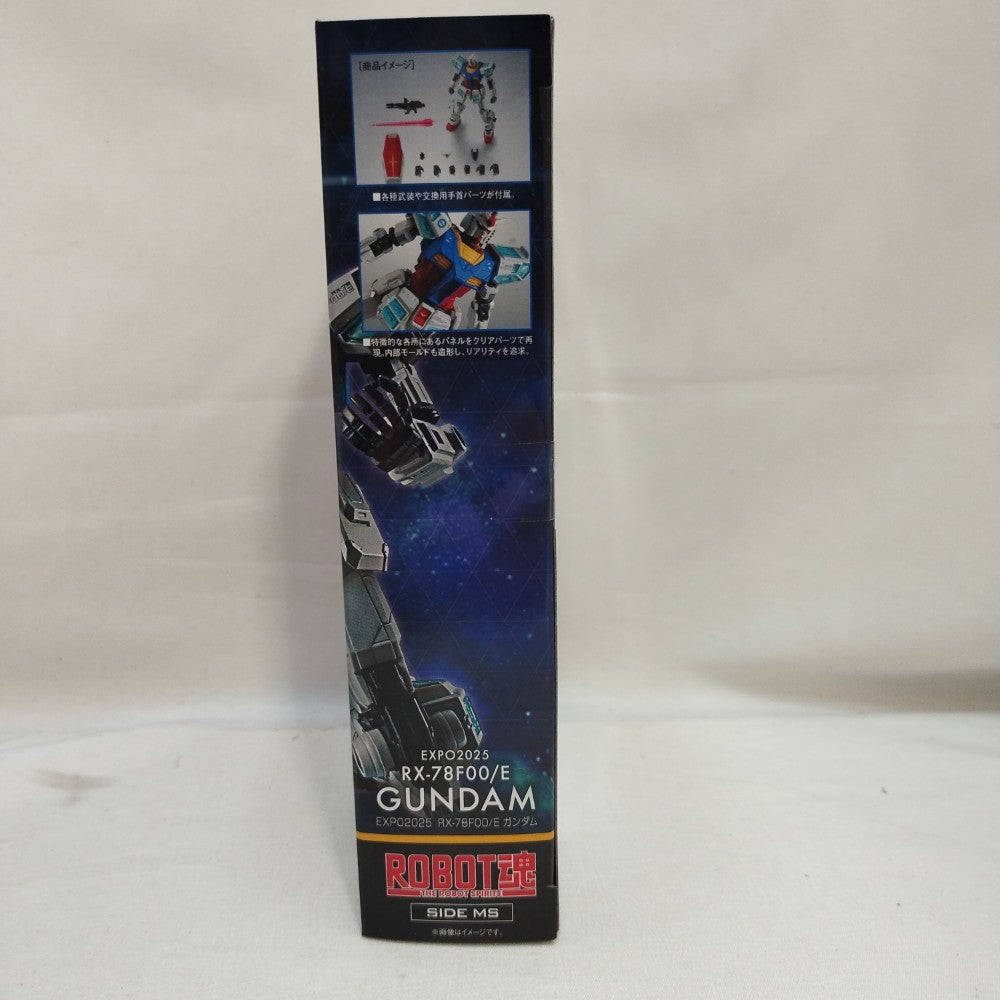 [商品イメージ]
■各種武装や交換用手首パーツが付属。
■特徴的な各所にあるパネルをクリアパーツで再
現。内部モールドも造形し、リアリティを追求。
EXPO2025
RX-78F00/E
GUNDAM
EXPO2025 RX-78F00/E ガンダム
ROBOT魂
THE ROBOT SPIRITS
SIDE MS
※画像はイメージです。